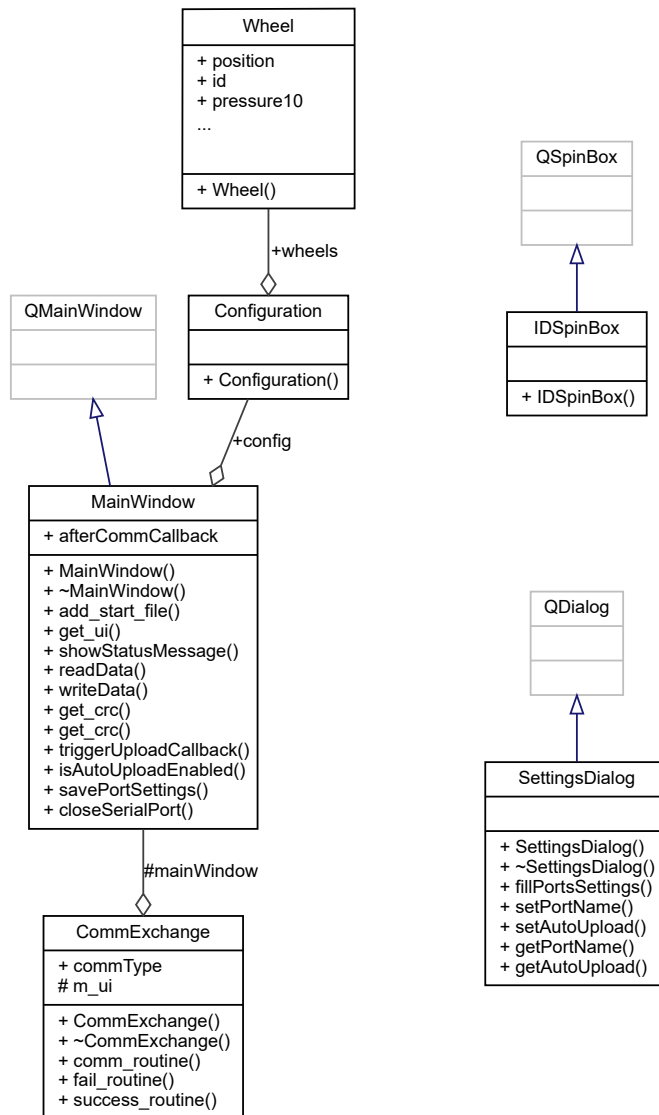 Wheel
+ position
+ id
+ pressure10
...
+ Wheel()
+wheels
Configuration
+ Configuration()
+config
QMainWindow
MainWindow
+ afterCommCallback
+ MainWindow()
+ ~MainWindow()
+ add_start_file()
+ get_ui()
+ showStatusMessage()
+ readData()
+ writeData()
+ get_crc()
+ get_crc()
+ triggerUploadCallback()
+ isAutoUploadEnabled()
+ savePortSettings()
+ closeSerialPort()
#mainWindow
CommExchange
+ commType
# m_ui
+ CommExchange()
+ ~CommExchange()
+ comm_routine()
+ fail_routine()
+ success_routine()
QSpinBox
IDSpinBox
+ IDSpinBox()
QDialog
SettingsDialog
+ SettingsDialog()
+ ~SettingsDialog()
+ fillPortsSettings()
+ setPortName()
+ setAutoUpload()
+ getPortName()
+ getAutoUpload()